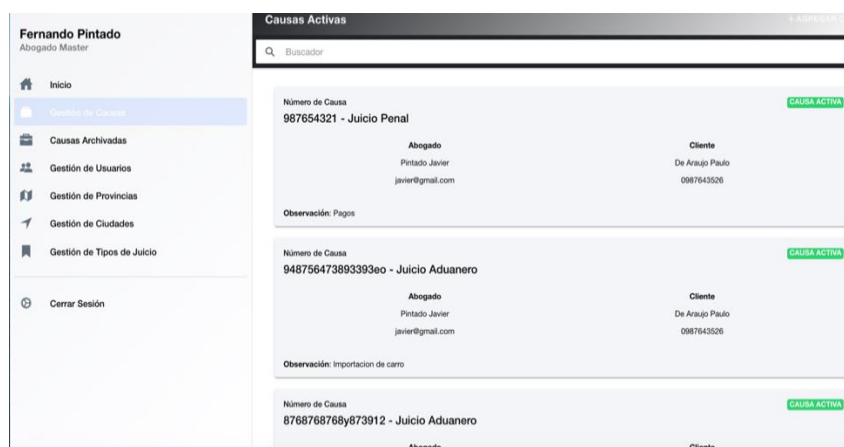 Fernando Pintado
Abogado Master
Inicio
Gestión de Causas
Causas Archivadas
Gestión de Usuarios
Gestión de Provincias
Gestión de Ciudades
Gestión de Tipos de Juicio
Cerrar Sesión
Causas Activas
+ AGREGAR
Buscador
Número de Causa
CAUSA ACTIVA
987654321 - Juicio Penal
Abogado Cliente
Pintado Javier De Araujo Paulo
javier@gmail.com 0987643526
Observación: Pagos
Número de Causa
CAUSA ACTIVA
948756473893393eo - Juicio Aduanero
Abogado Cliente
Pintado Javier De Araujo Paulo
javier@gmail.com 0987643526
Observación: Importacion de carro
Número de Causa
CAUSA ACTIVA
8768768768y873912 - Juicio Aduanero
Abogado Cliente